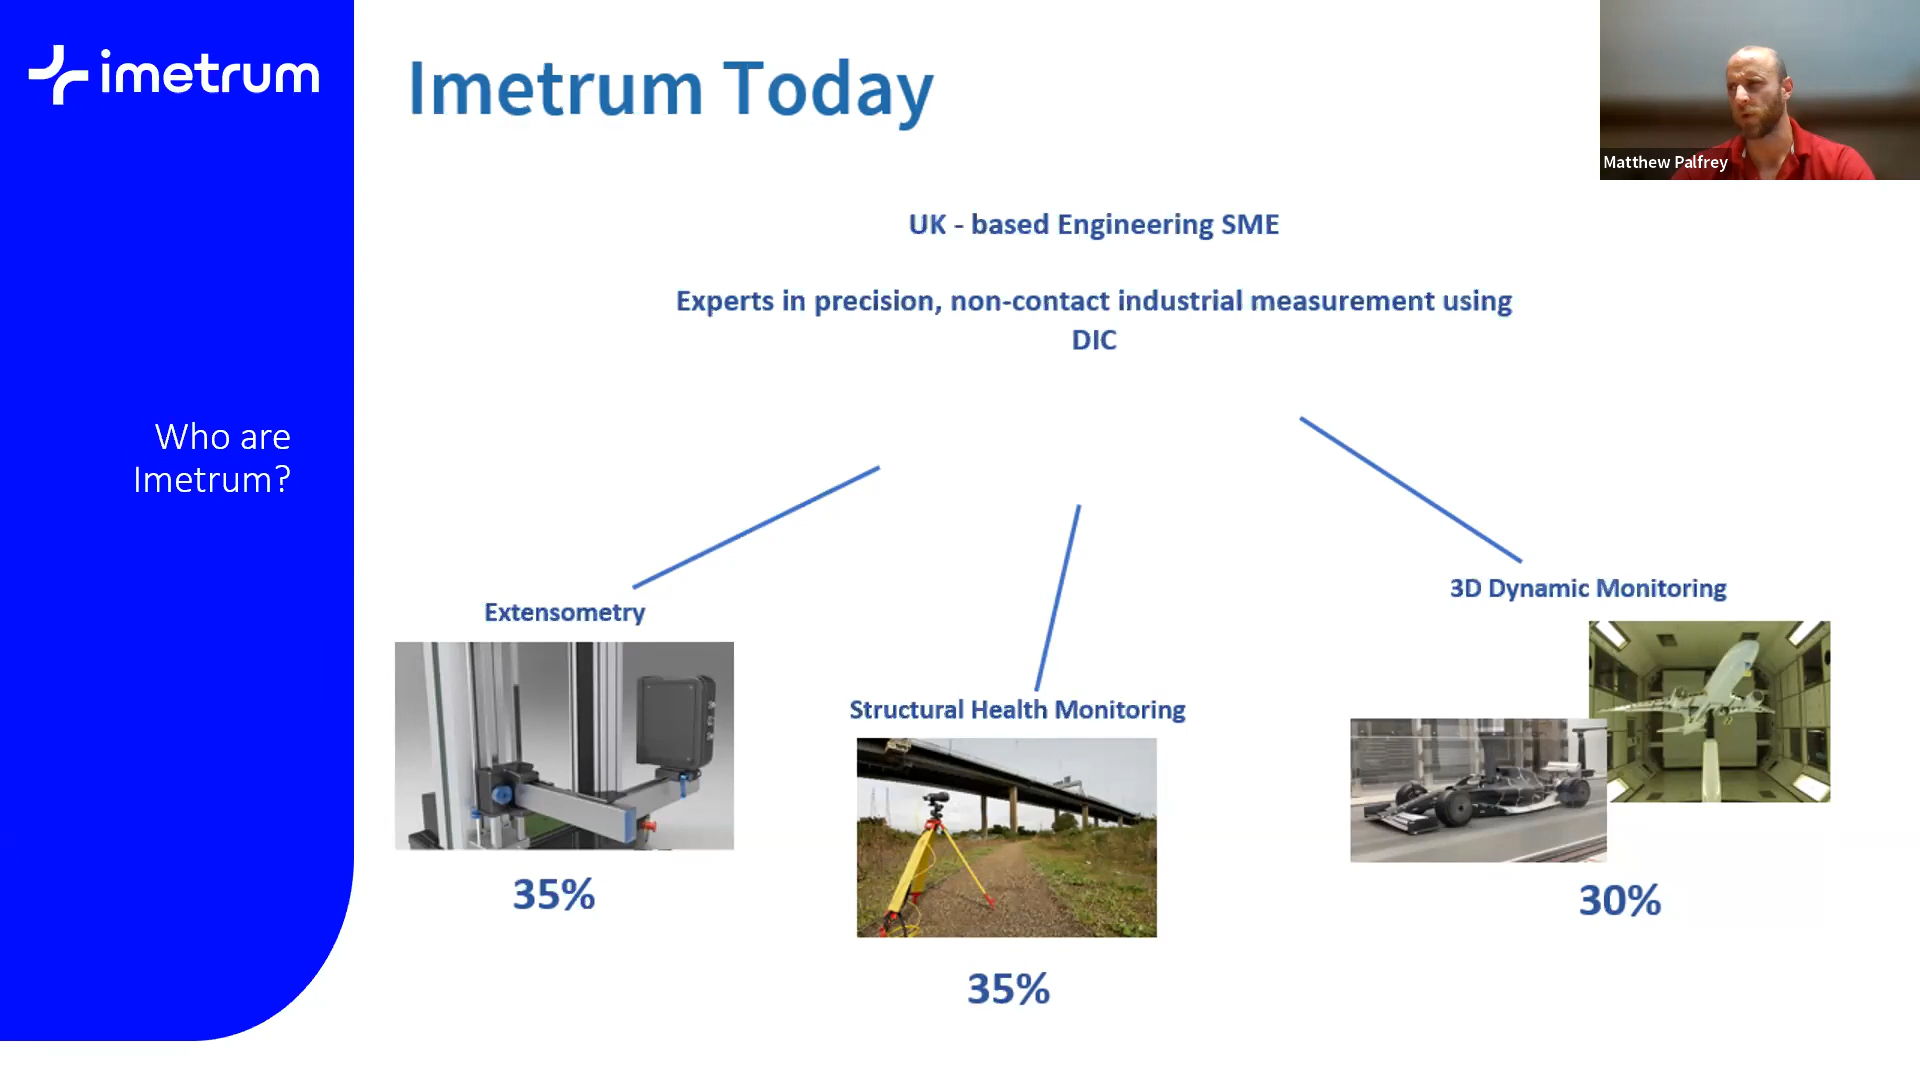 imetrum
Imetrum Today
Matthew Palfrey
UK - based Engineering SME
Experts in precision, non-contact industrial measurement using
DIC
Who are
Imetrum?
Extensometry
35%
Structural Health Monitoring
35%
3D Dynamic Monitoring
30%